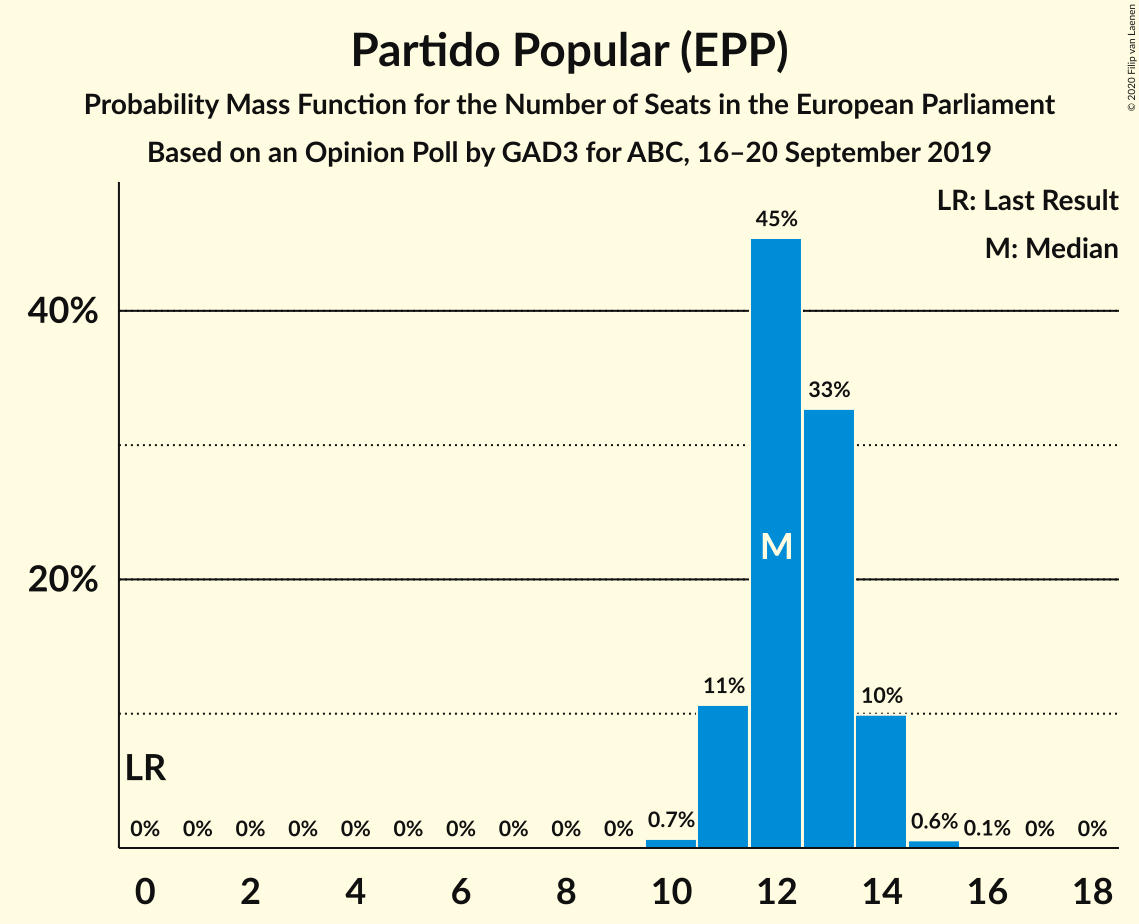 Partido Popular (EPP)
Probability Mass Function for the Number of Seats in the European Parliament
Based on an Opinion Poll by GAD3 for ABC, 16–20 September 2019
© 2020 Filip van Laenen
LR: Last Result
M: Median
45%
40%
33%
M
20%
11%
10%
LR
0% 0% 0% 0% 0% 0% 0% 0% 0% 0% 0.7% 0.6% 0.1% 0% 0%
0 2 4 6 8 10 12 14 16 18